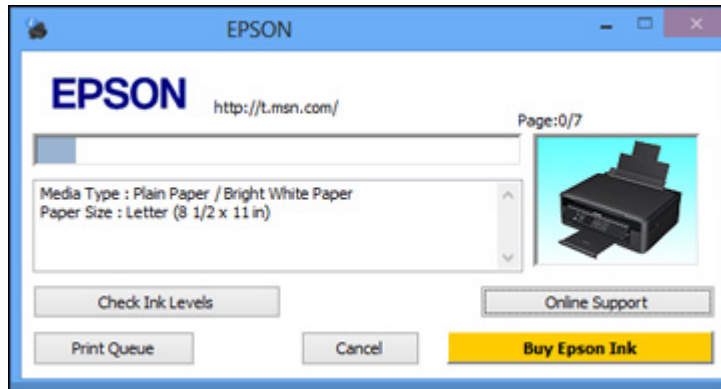 EPSON
EPSON
http://t.msn.com/
Page:0/7
Media Type : Plain Paper / Bright White Paper
Paper Size : Letter (8 1/2 x 11 in)
Check Ink Levels
Online Support
Print Queue
Cancel
Buy Epson Ink